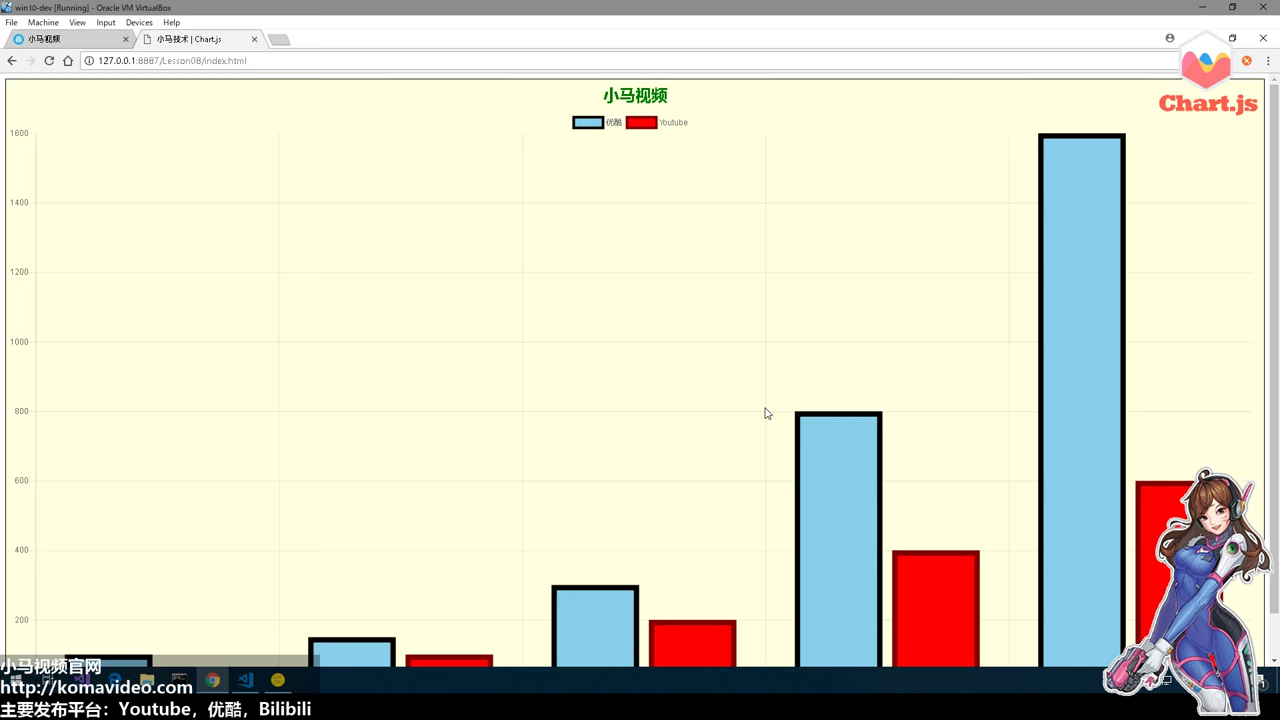 win10-dev [Running] - Oracle VM VirtualBox
File Machine View Input Devices Help
小马视频
小马技术 | Chart.js
127.0.0.1:8887/Lesson08/index.html
Chart.js
小马视频
优酷 Youtube
1600
1400
1200
1000
800
600
400
200
小马视频官网
http://komavideo.com
主要发布平台：Youtube，优酷，Bilibili